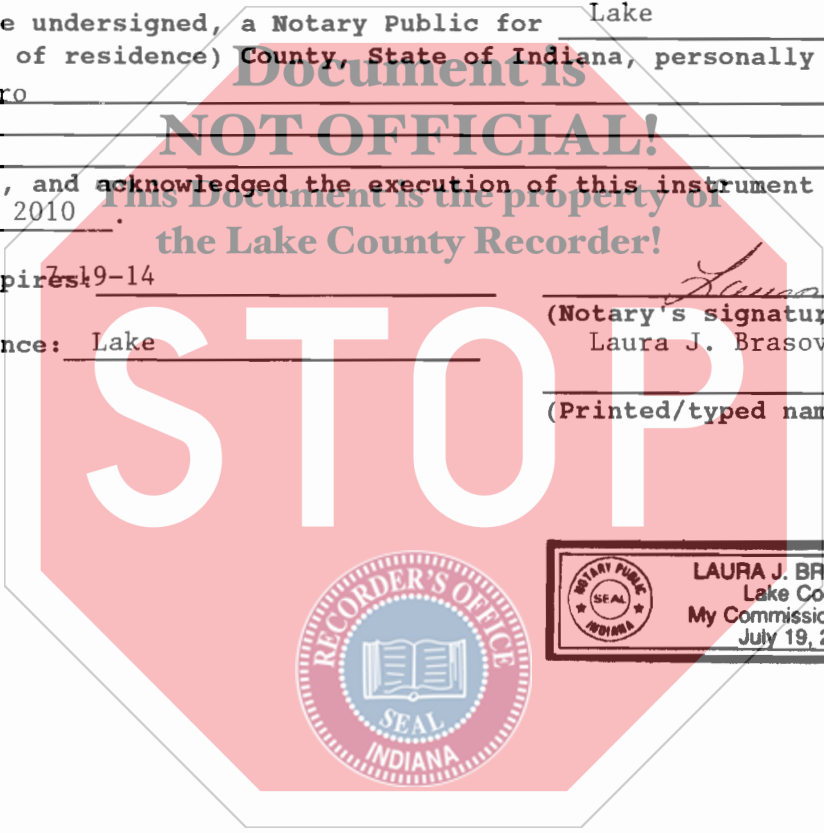 e undersigned, a Notary Public for Lake
of residence) County, State of Indiana, personally
Document is
ro
NOT OFFICIAL!
, and acknowledged the execution of this instrument
This Document is the property of
2010 .
the Lake County Recorder!
pires: 7-19-14
STOP
(Notary's signatur
nce: Lake
Laura J. Brasov
(Printed/typed nam
RECORDER'S OFFICE
SEAL
INDIANA
NOTARY PUBLIC
SEAL
INDIANA
LAURA J. BR
Lake Co
My Commissio
July 19, 2